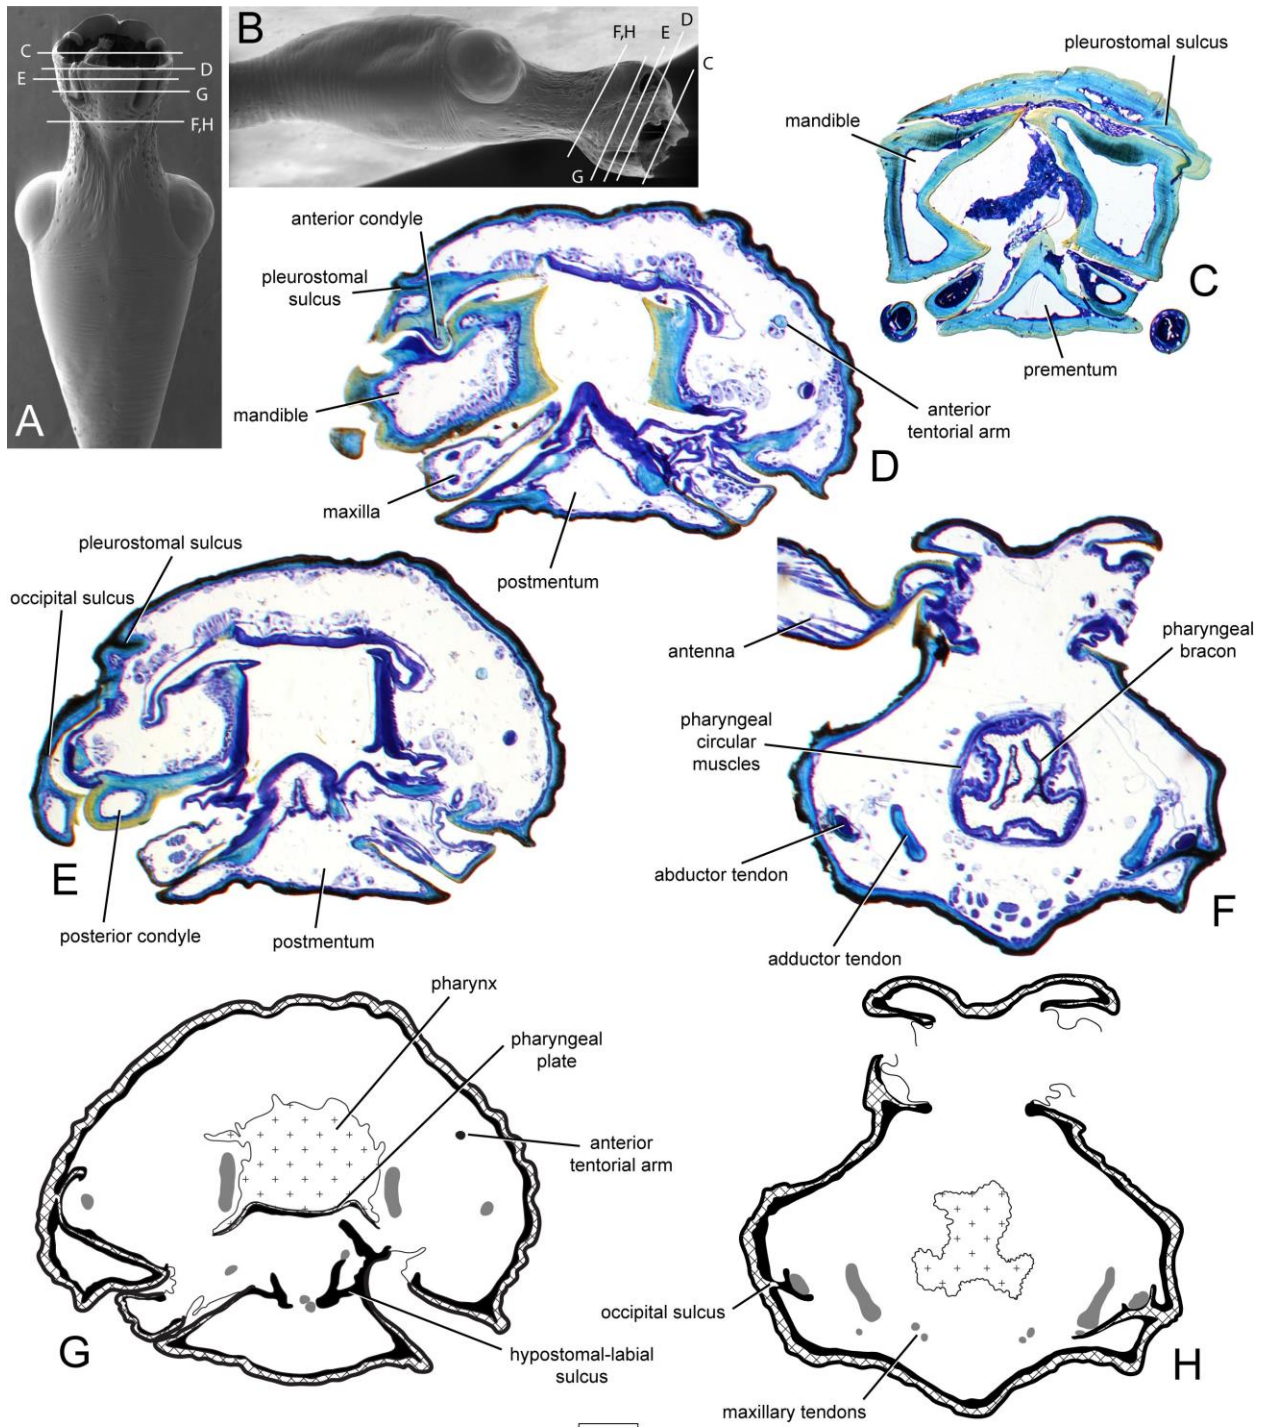 A
C
D
E
G
F,H
B
F,H
E
D
C
G
pleurostomal sulcus
mandible
prementum
C
anterior condyle
pleurostomal
sulcus
mandible
maxilla
postmentum
anterior
tentorial arm
D
pleurostomal sulcus
occipital sulcus
posterior condyle
postmentum
E
antenna
pharyngeal
bracon
pharyngeal
circular
muscles
abductor tendon
adductor tendon
F
pharynx
pharyngeal
plate
anterior
tentorial arm
hypostomal-labial
sulcus
G
occipital sulcus
maxillary tendons
H